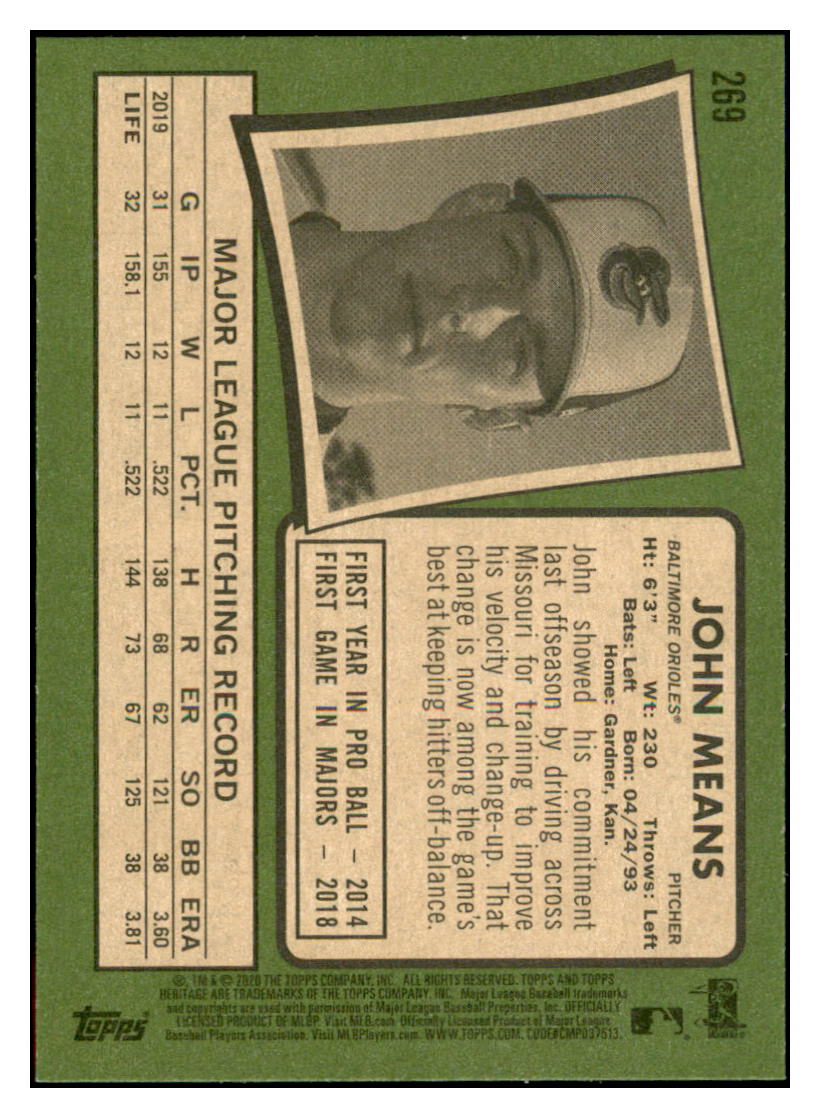 269
JOHN MEANS
BALTIMORE ORIOLES® PITCHER
Ht: 6'3" Wt: 230 Throws: Left
Bats: Left Born: 04/24/93
Home: Gardner, Kan.
John showed his commitment
last offseason by driving across
Missouri for training to improve
his velocity and change-up. That
change is now among the game's
best at keeping hitters off-balance.
FIRST YEAR IN PRO BALL – 2014
FIRST GAME IN MAJORS – 2018
MAJOR LEAGUE PITCHING RECORD
G IP W L PCT. H R ER SO BB ERA
2019 31 155 12 11 .522 138 68 62 121 38 3.60
LIFE 32 158.1 12 11 .522 144 73 67 125 38 3.81
®, TM & © 2020 THE TOPPS COMPANY, INC. ALL RIGHTS RESERVED. TOPPS AND TOPPS
HERITAGE ARE TRADEMARKS OF THE TOPPS COMPANY, INC. Major League Baseball trademarks
and copyrights are used with permission of Major League Baseball Properties, Inc. OFFICIALLY
LICENSED PRODUCT OF MLBP. Visit MLB.com. Officially Licensed Product of Major League
Baseball Players Association. Visit MLBPlayers.com. WWW.TOPPS.COM. CODE#CMP037513.
topps